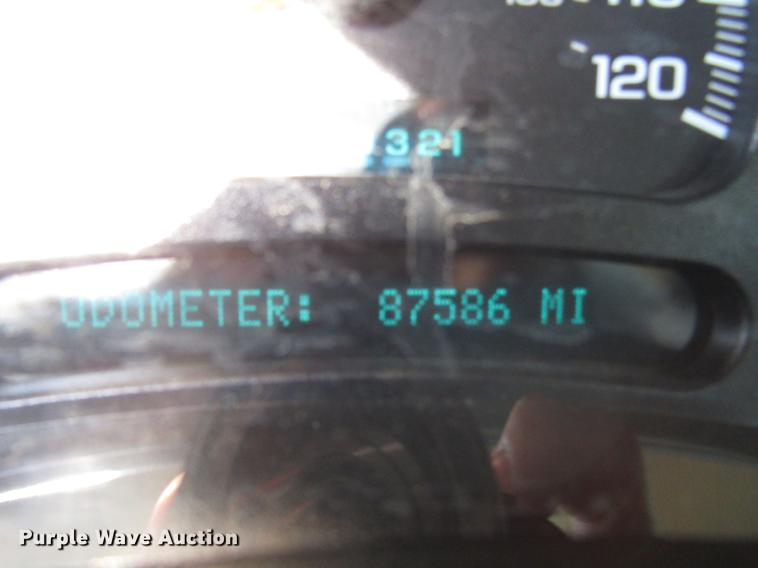 120
321
ODOMETER: 87586 MI
Purple Wave Auction